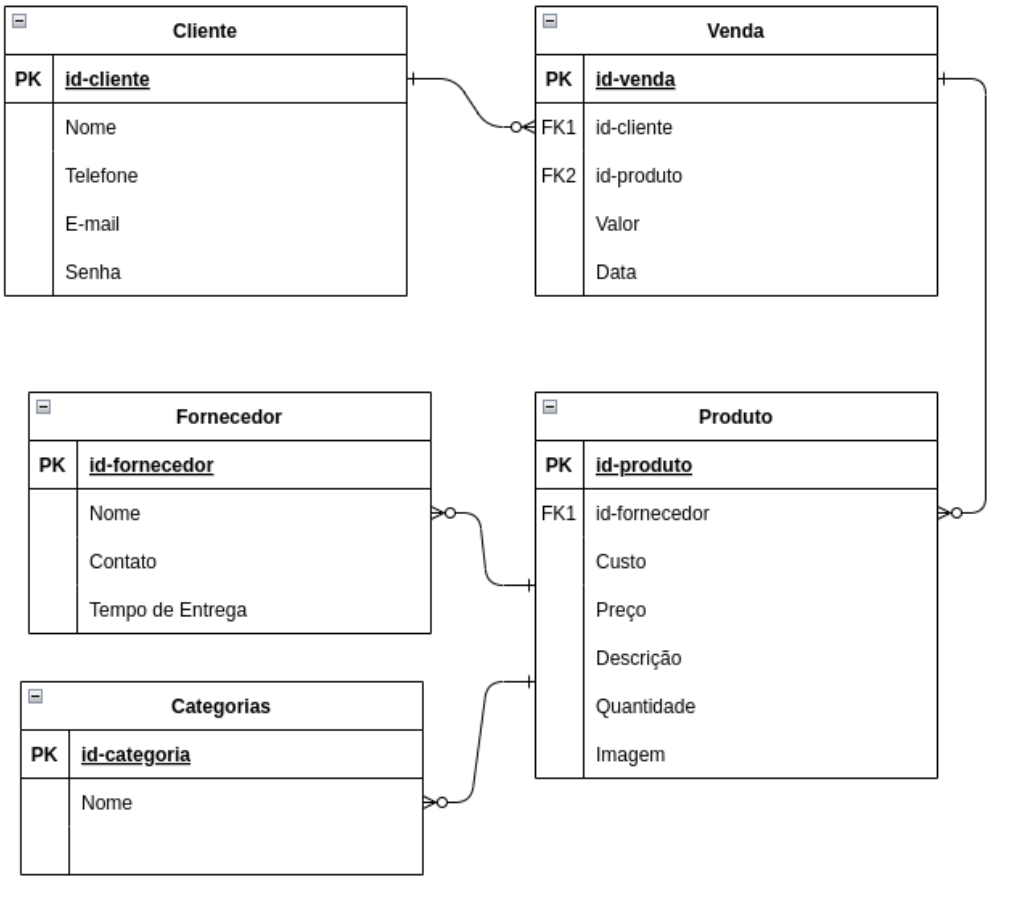 Cliente
PK id-cliente
Nome
Telefone
E-mail
Senha
Venda
PK id-venda
FK1 id-cliente
FK2 id-produto
Valor
Data
Fornecedor
PK id-fornecedor
Nome
Contato
Tempo de Entrega
Produto
PK id-produto
FK1 id-fornecedor
Custo
Preço
Descrição
Quantidade
Imagem
Categorias
PK id-categoria
Nome